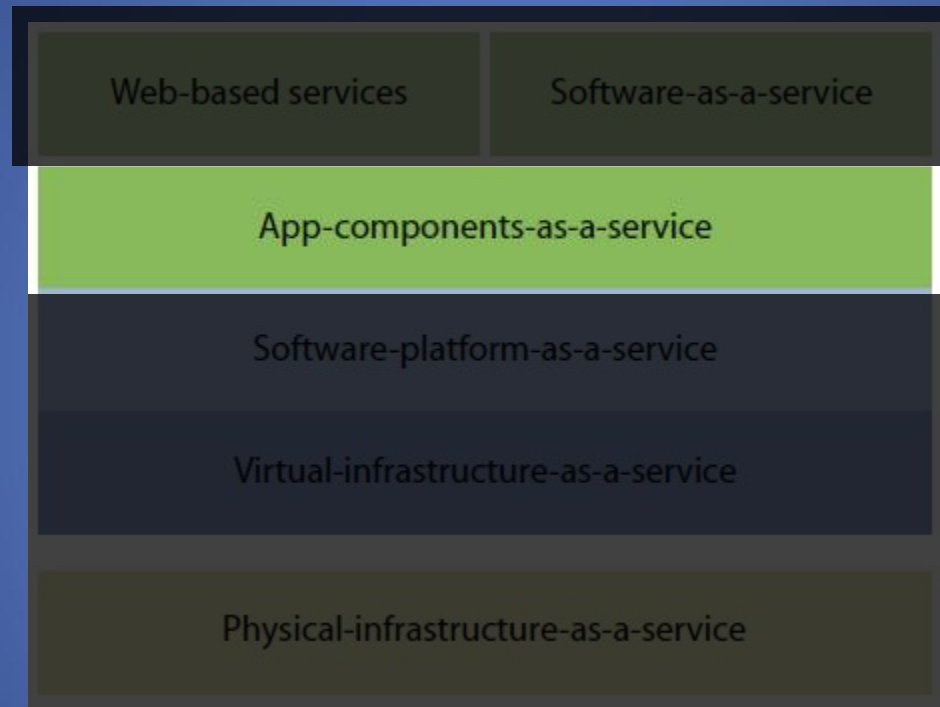 Web-based services
Software-as-a-service
App-components-as-a-service
Software-platform-as-a-service
Virtual-infrastructure-as-a-service
Physical-infrastructure-as-a-service